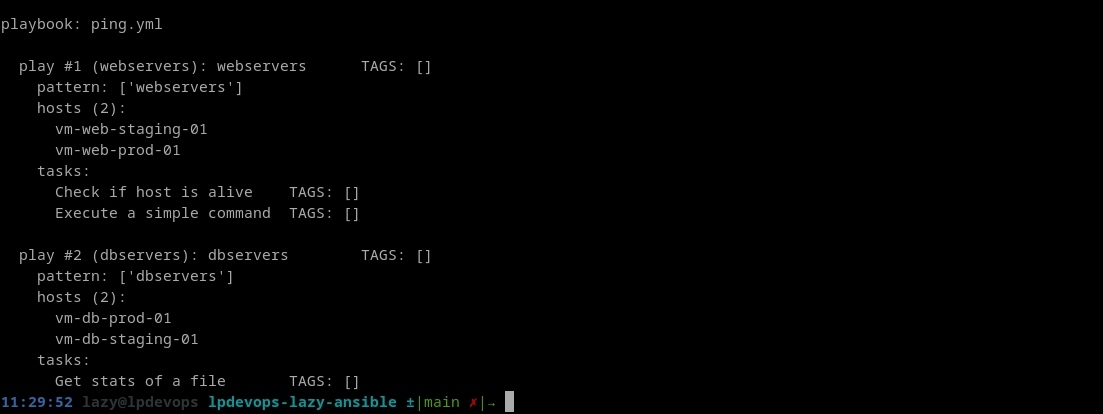 playbook: ping.yml
play #1 (webservers): webservers      TAGS: []
pattern: ['webservers']
hosts (2):
vm-web-staging-01
vm-web-prod-01
tasks:
Check if host is alive    TAGS: []
Execute a simple command  TAGS: []
play #2 (dbservers): dbservers        TAGS: []
pattern: ['dbservers']
hosts (2):
vm-db-prod-01
vm-db-staging-01
tasks:
Get stats of a file       TAGS: []
11:29:52 lazy@lpdevops lpdevops-lazy-ansible ±|main ✗|→